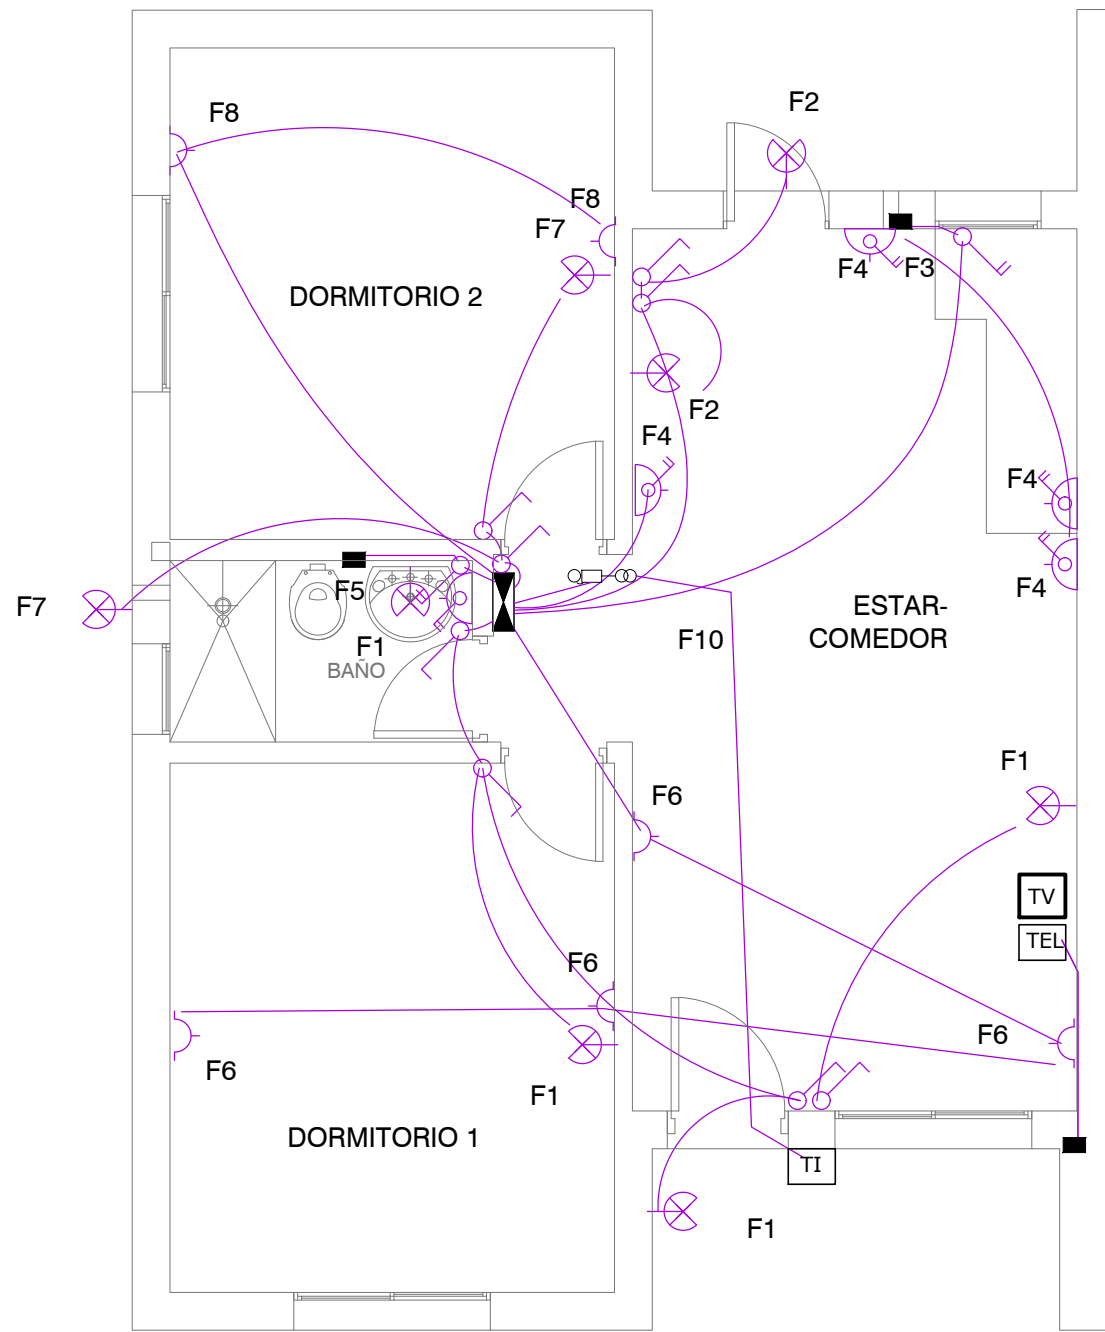 F2
F8
F8
F7
F4
F3
DORMITORIO 2
F2
F4
F4
F4
F5
F7
ESTAR-
COMEDOR
F1
F10
BAÑO
F1
F6
TV
TEL
F6
F6
F6
F1
DORMITORIO 1
TI
F1